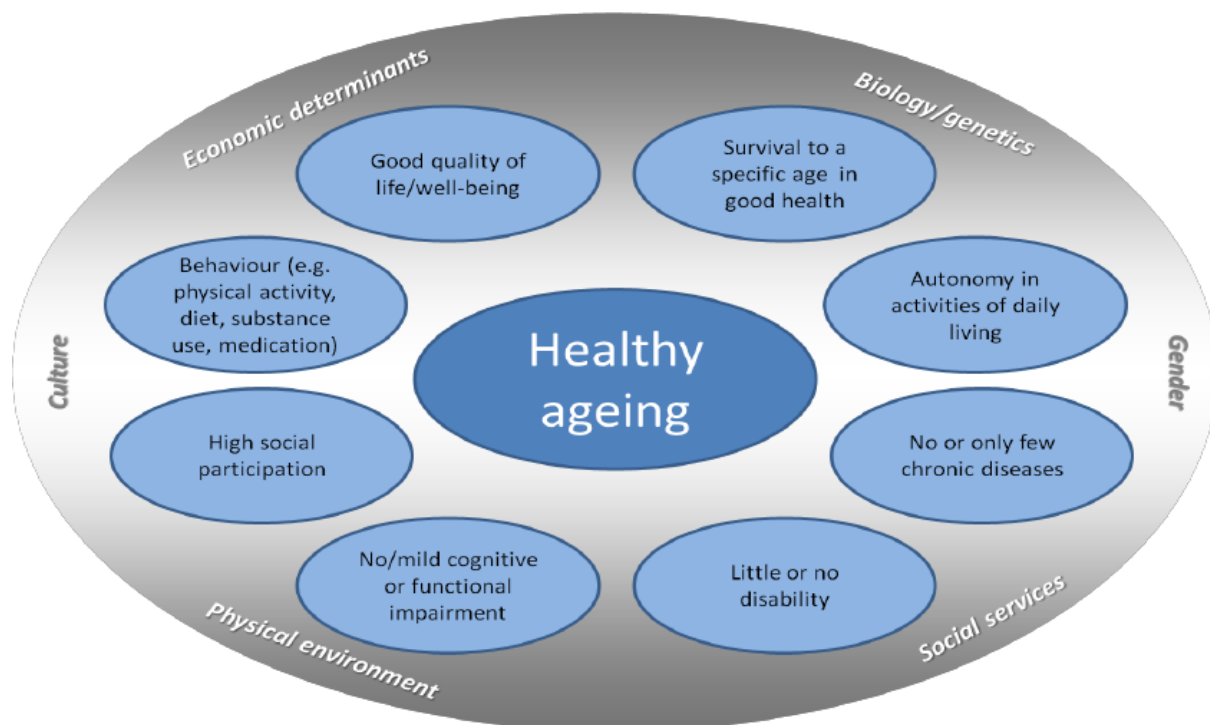 Economic determinants
Biology/genetics
Good quality of
life/well-being
Survival to a
specific age in
good health
Behaviour (e.g.
physical activity,
diet, substance
use, medication)
Autonomy in
activities of daily
living
Healthy
ageing
Culture
Gender
High social
participation
No or only few
chronic diseases
No/mild cognitive
or functional
impairment
Little or no
disability
Physical environment
Social services